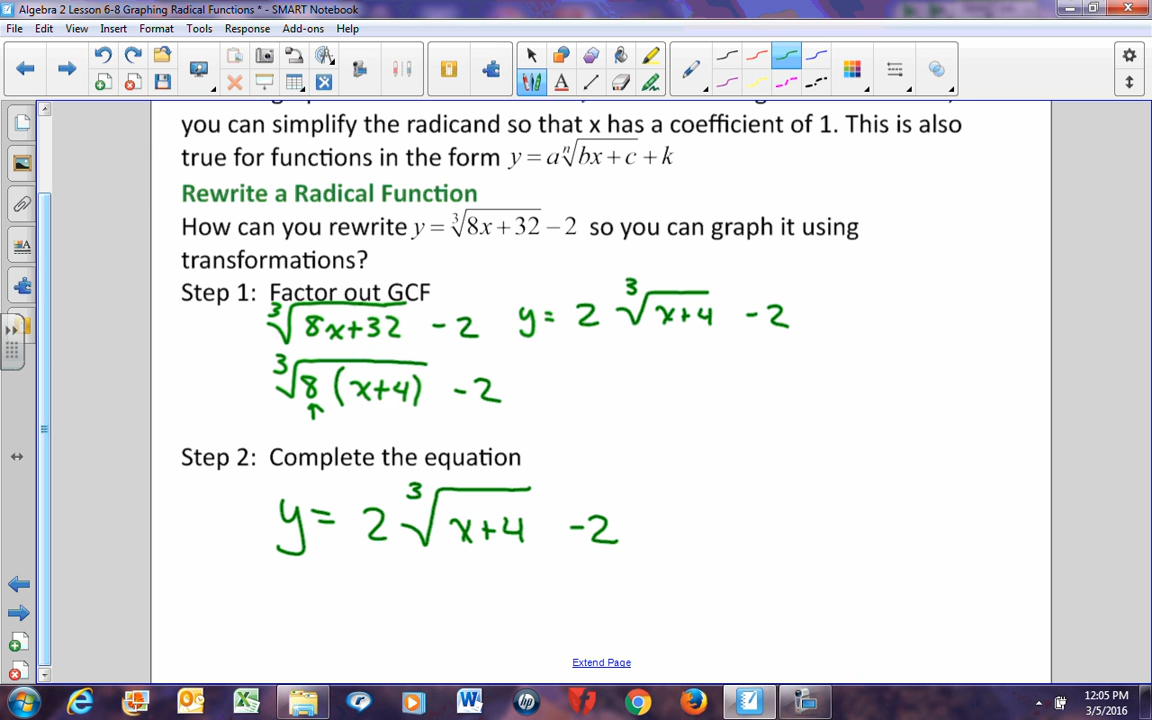 Algebra 2 Lesson 6-8 Graphing Radical Functions * - SMART Notebook
File Edit View Insert Format Tools Response Add-ons Help
you can simplify the radicand so that x has a coefficient of 1. This is also
true for functions in the form y = a ⁿ√(bx + c) + k
Rewrite a Radical Function
How can you rewrite y = ³√(8x + 32) − 2 so you can graph it using
transformations?
Step 1: Factor out GCF
³√(8x+32) - 2 y = 2 ³√(x+4) - 2
³√(8(x+4)) - 2
↑
Step 2: Complete the equation
y = 2 ³√(x+4) - 2
Extend Page
12:05 PM
3/5/2016